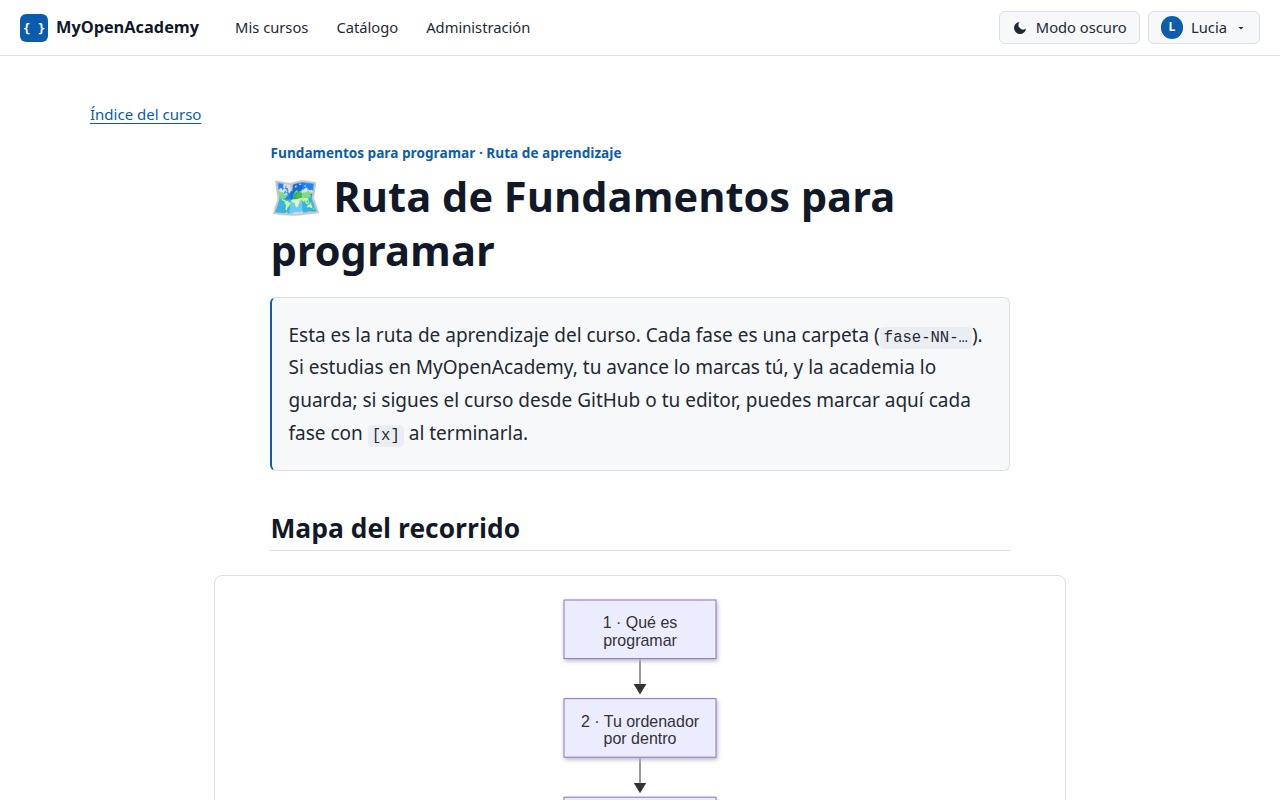 { } MyOpenAcademy Mis cursos Catálogo Administración Modo oscuro L Lucia
Índice del curso
Fundamentos para programar · Ruta de aprendizaje
🗺️ Ruta de Fundamentos para
programar
Esta es la ruta de aprendizaje del curso. Cada fase es una carpeta (fase-NN-…).
Si estudias en MyOpenAcademy, tu avance lo marcas tú, y la academia lo
guarda; si sigues el curso desde GitHub o tu editor, puedes marcar aquí cada
fase con [x] al terminarla.
Mapa del recorrido
1 · Qué es
programar
2 · Tu ordenador
por dentro